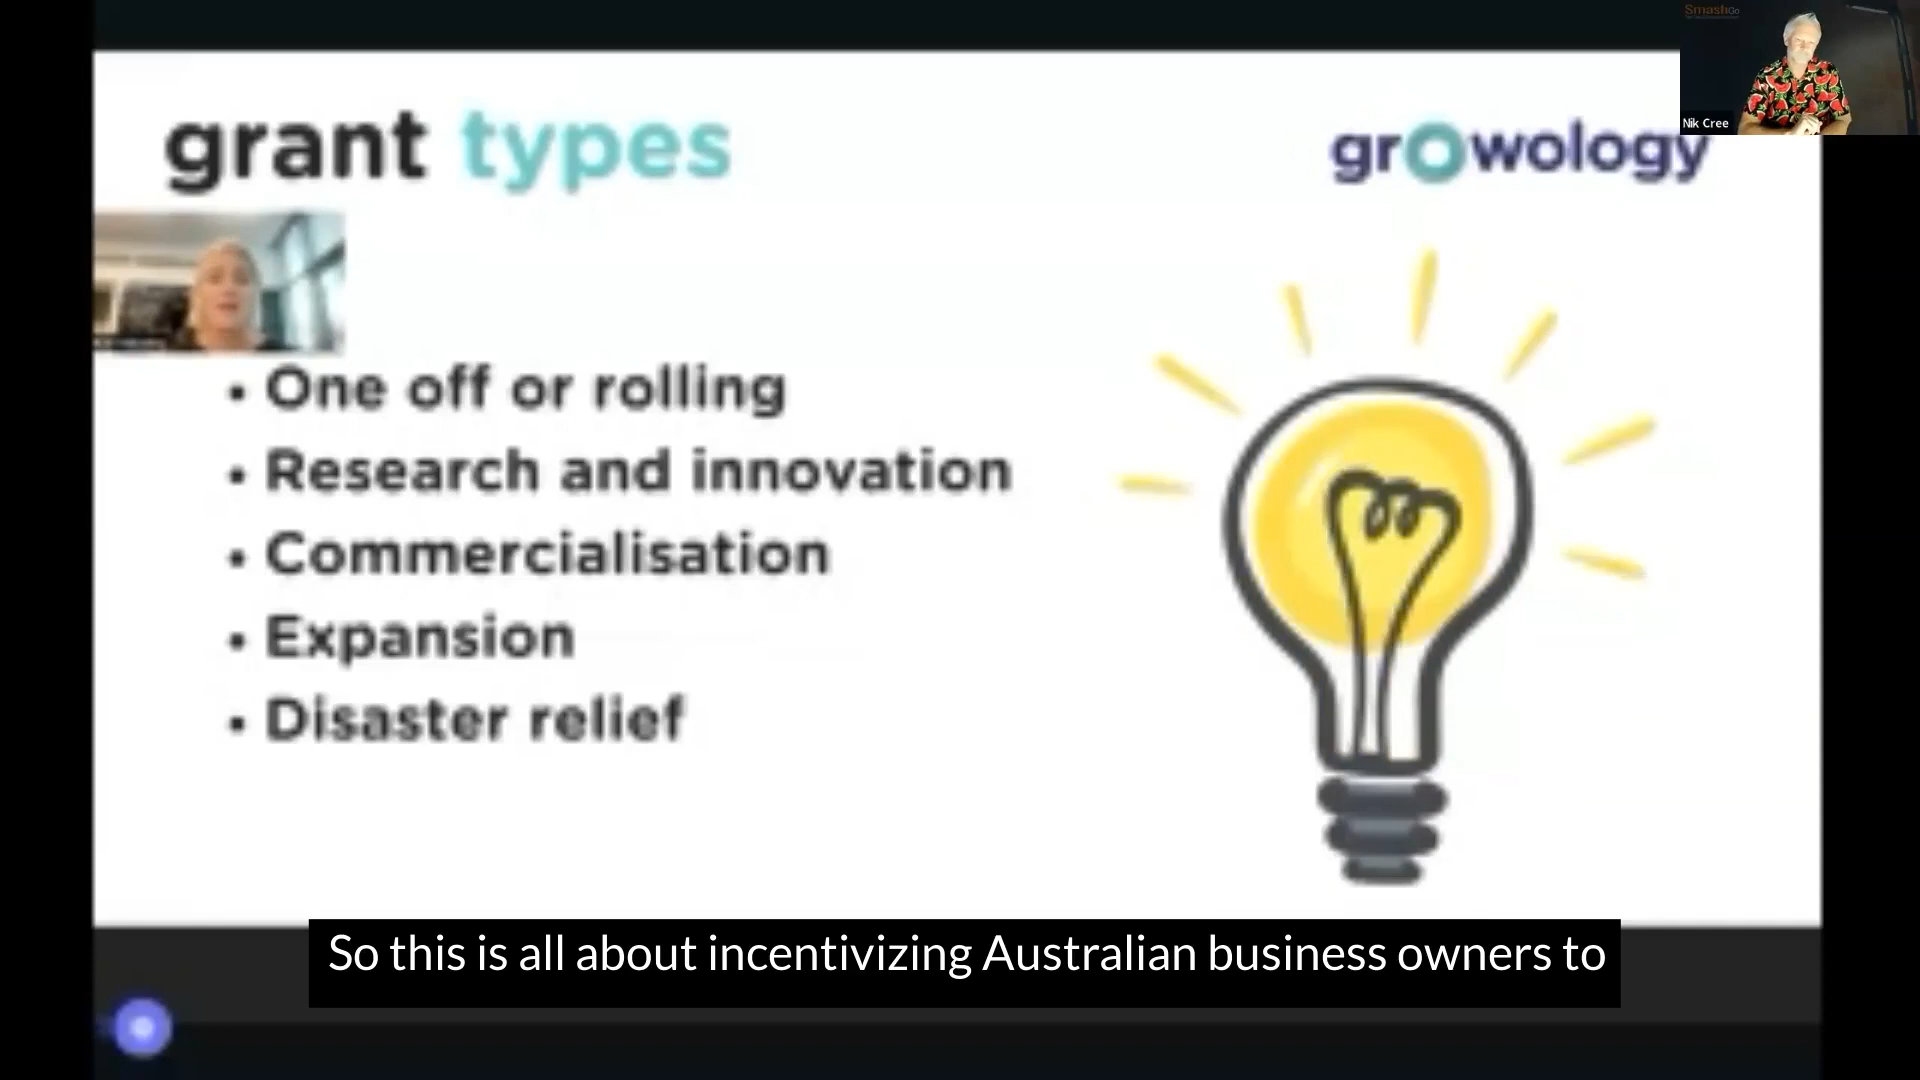 SmashGo
Nik Cree
grant types
growology
• One off or rolling
• Research and innovation
• Commercialisation
• Expansion
• Disaster relief
So this is all about incentivizing Australian business owners to